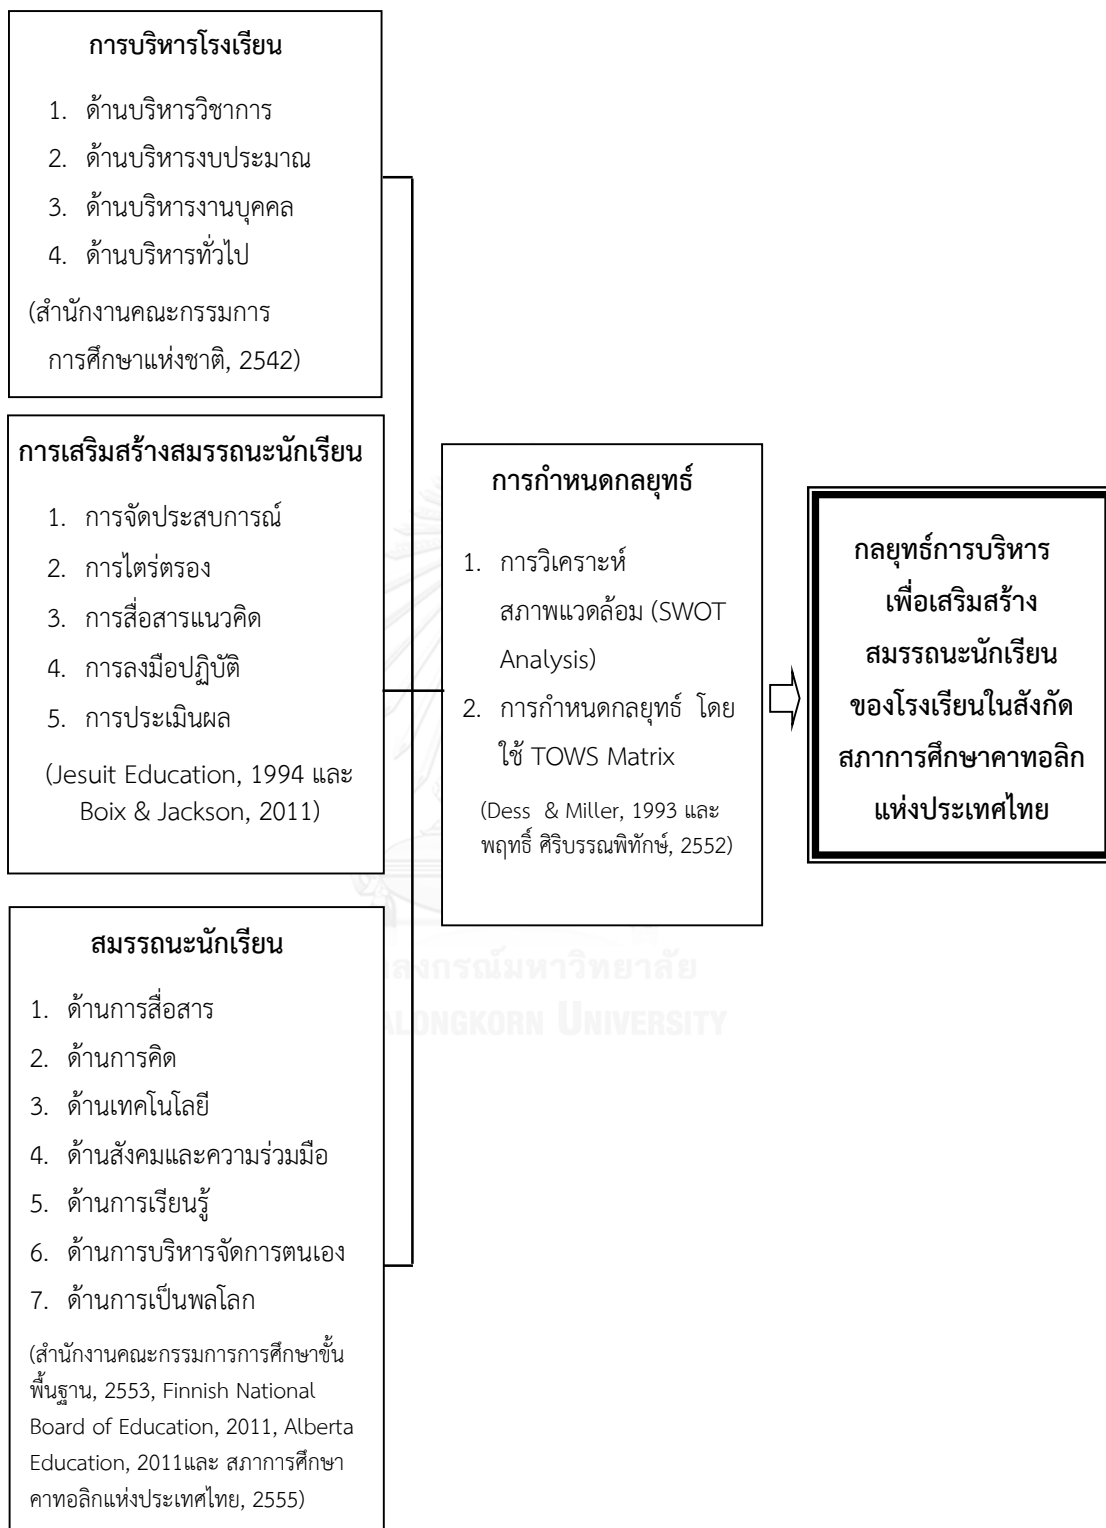 การบริหารโรงเรียน
1. ด้านบริหารวิชาการ
2. ด้านบริหารงบประมาณ
3. ด้านบริหารงานบุคคล
4. ด้านบริหารทั่วไป
(สำนักงานคณะกรรมการ
การศึกษาแห่งชาติ, 2542)
การเสริมสร้างสมรรถนะนักเรียน
1. การจัดประสบการณ์
2. การไตร่ตรอง
3. การสื่อสารแนวคิด
4. การลงมือปฏิบัติ
5. การประเมินผล
(Jesuit Education, 1994 และ
Boix & Jackson, 2011)
สมรรถนะนักเรียน
1. ด้านการสื่อสาร
2. ด้านการคิด
3. ด้านเทคโนโลยี
4. ด้านสังคมและความร่วมมือ
5. ด้านการเรียนรู้
6. ด้านการบริหารจัดการตนเอง
7. ด้านการเป็นพลโลก
(สำนักงานคณะกรรมการการศึกษาขั้น
พื้นฐาน, 2553, Finnish National
Board of Education, 2011, Alberta
Education, 2011และ สภาการศึกษา
คาทอลิกแห่งประเทศไทย, 2555)
การกำหนดกลยุทธ์
1. การวิเคราะห์
สภาพแวดล้อม (SWOT
Analysis)
2. การกำหนดกลยุทธ์ โดย
ใช้ TOWS Matrix
(Dess & Miller, 1993 และ
พฤทธิ์ ศิริบรรณพิทักษ์, 2552)
กลยุทธ์การบริหาร
เพื่อเสริมสร้าง
สมรรถนะนักเรียน
ของโรงเรียนในสังกัด
สภาการศึกษาคาทอลิก
แห่งประเทศไทย
ลงกรณ์มหาวิทยาลัย
ALONGKORN UNIVERSITY